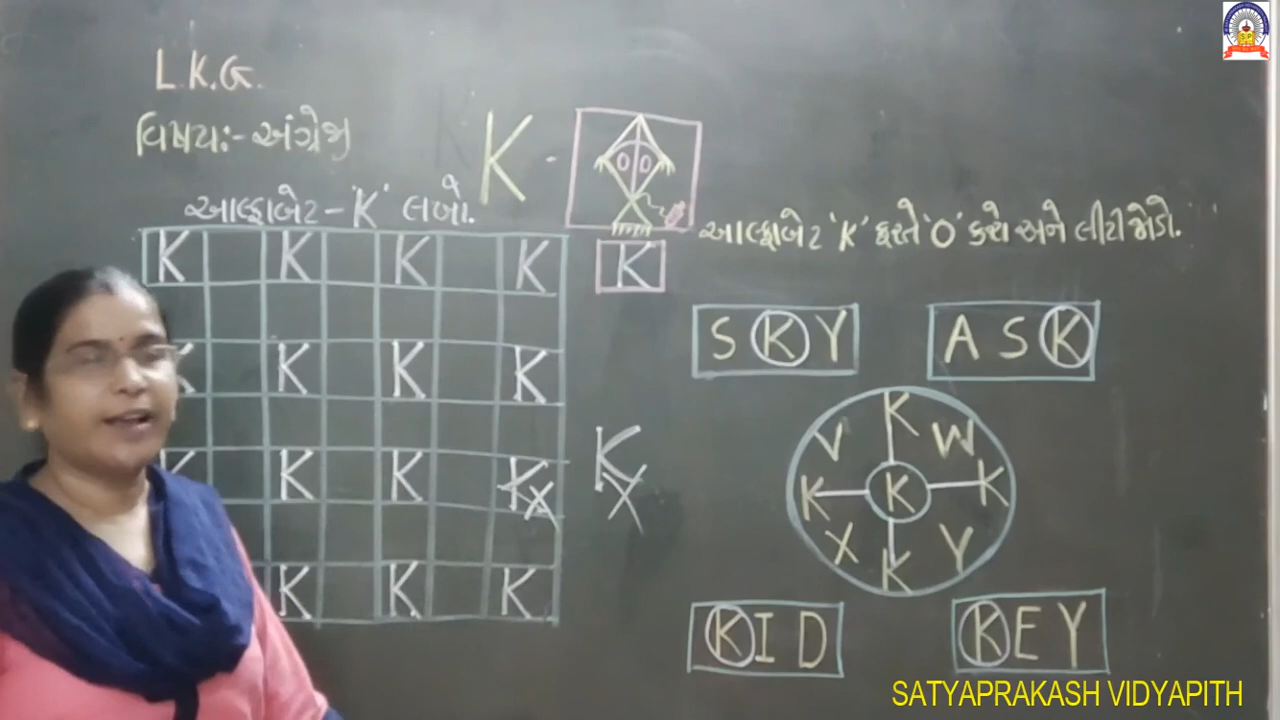 L.K.G.
વિષય:- અંગ્રેજી
K -
આલ્ફાબેટ - 'K' લખો.
K
આલ્ફાબેટ 'K' ફરતે 'O' કરો અને લીટી જોડો.
K K K K
K K K K
K K K K
K K K
K
S K Y
A S K
K
V W
K K K
X Y
K
K I D
K E Y
SATYAPRAKASH VIDYAPITH